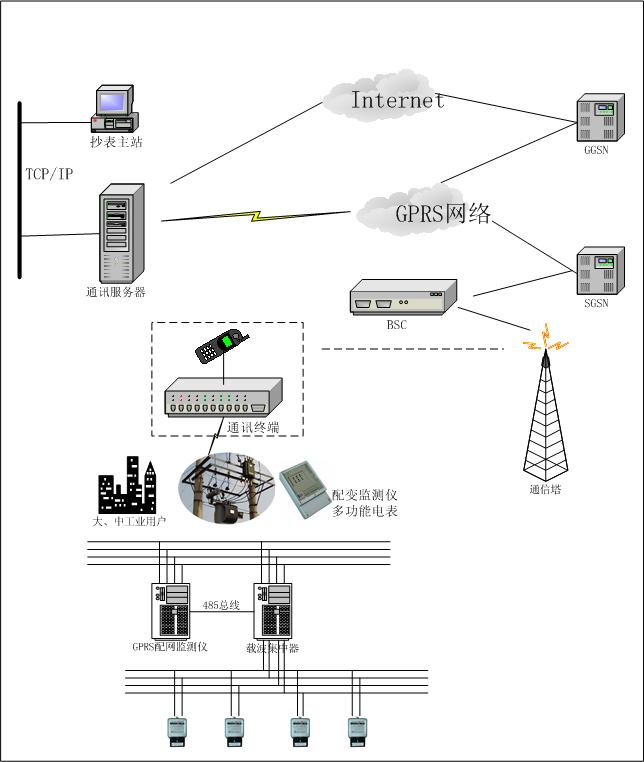 Internet
抄表主站
GGSN
TCP/IP
GPRS网络
通讯服务器
SGSN
BSC
通讯终端
通信塔
配变监测仪
多功能电表
大、中工业用户
485总线
GPRS配网监测仪
载波集中器